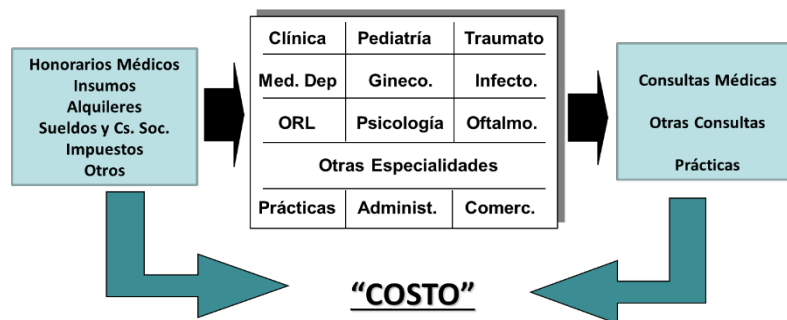 Honorarios Médicos
Insumos
Alquileres
Sueldos y Cs. Soc.
Impuestos
Otros
Clínica Pediatría Traumato
Med. Dep Gineco. Infecto.
ORL Psicología Oftalmo.
Otras Especialidades
Prácticas Administ. Comerc.
Consultas Médicas
Otras Consultas
Prácticas
“COSTO”